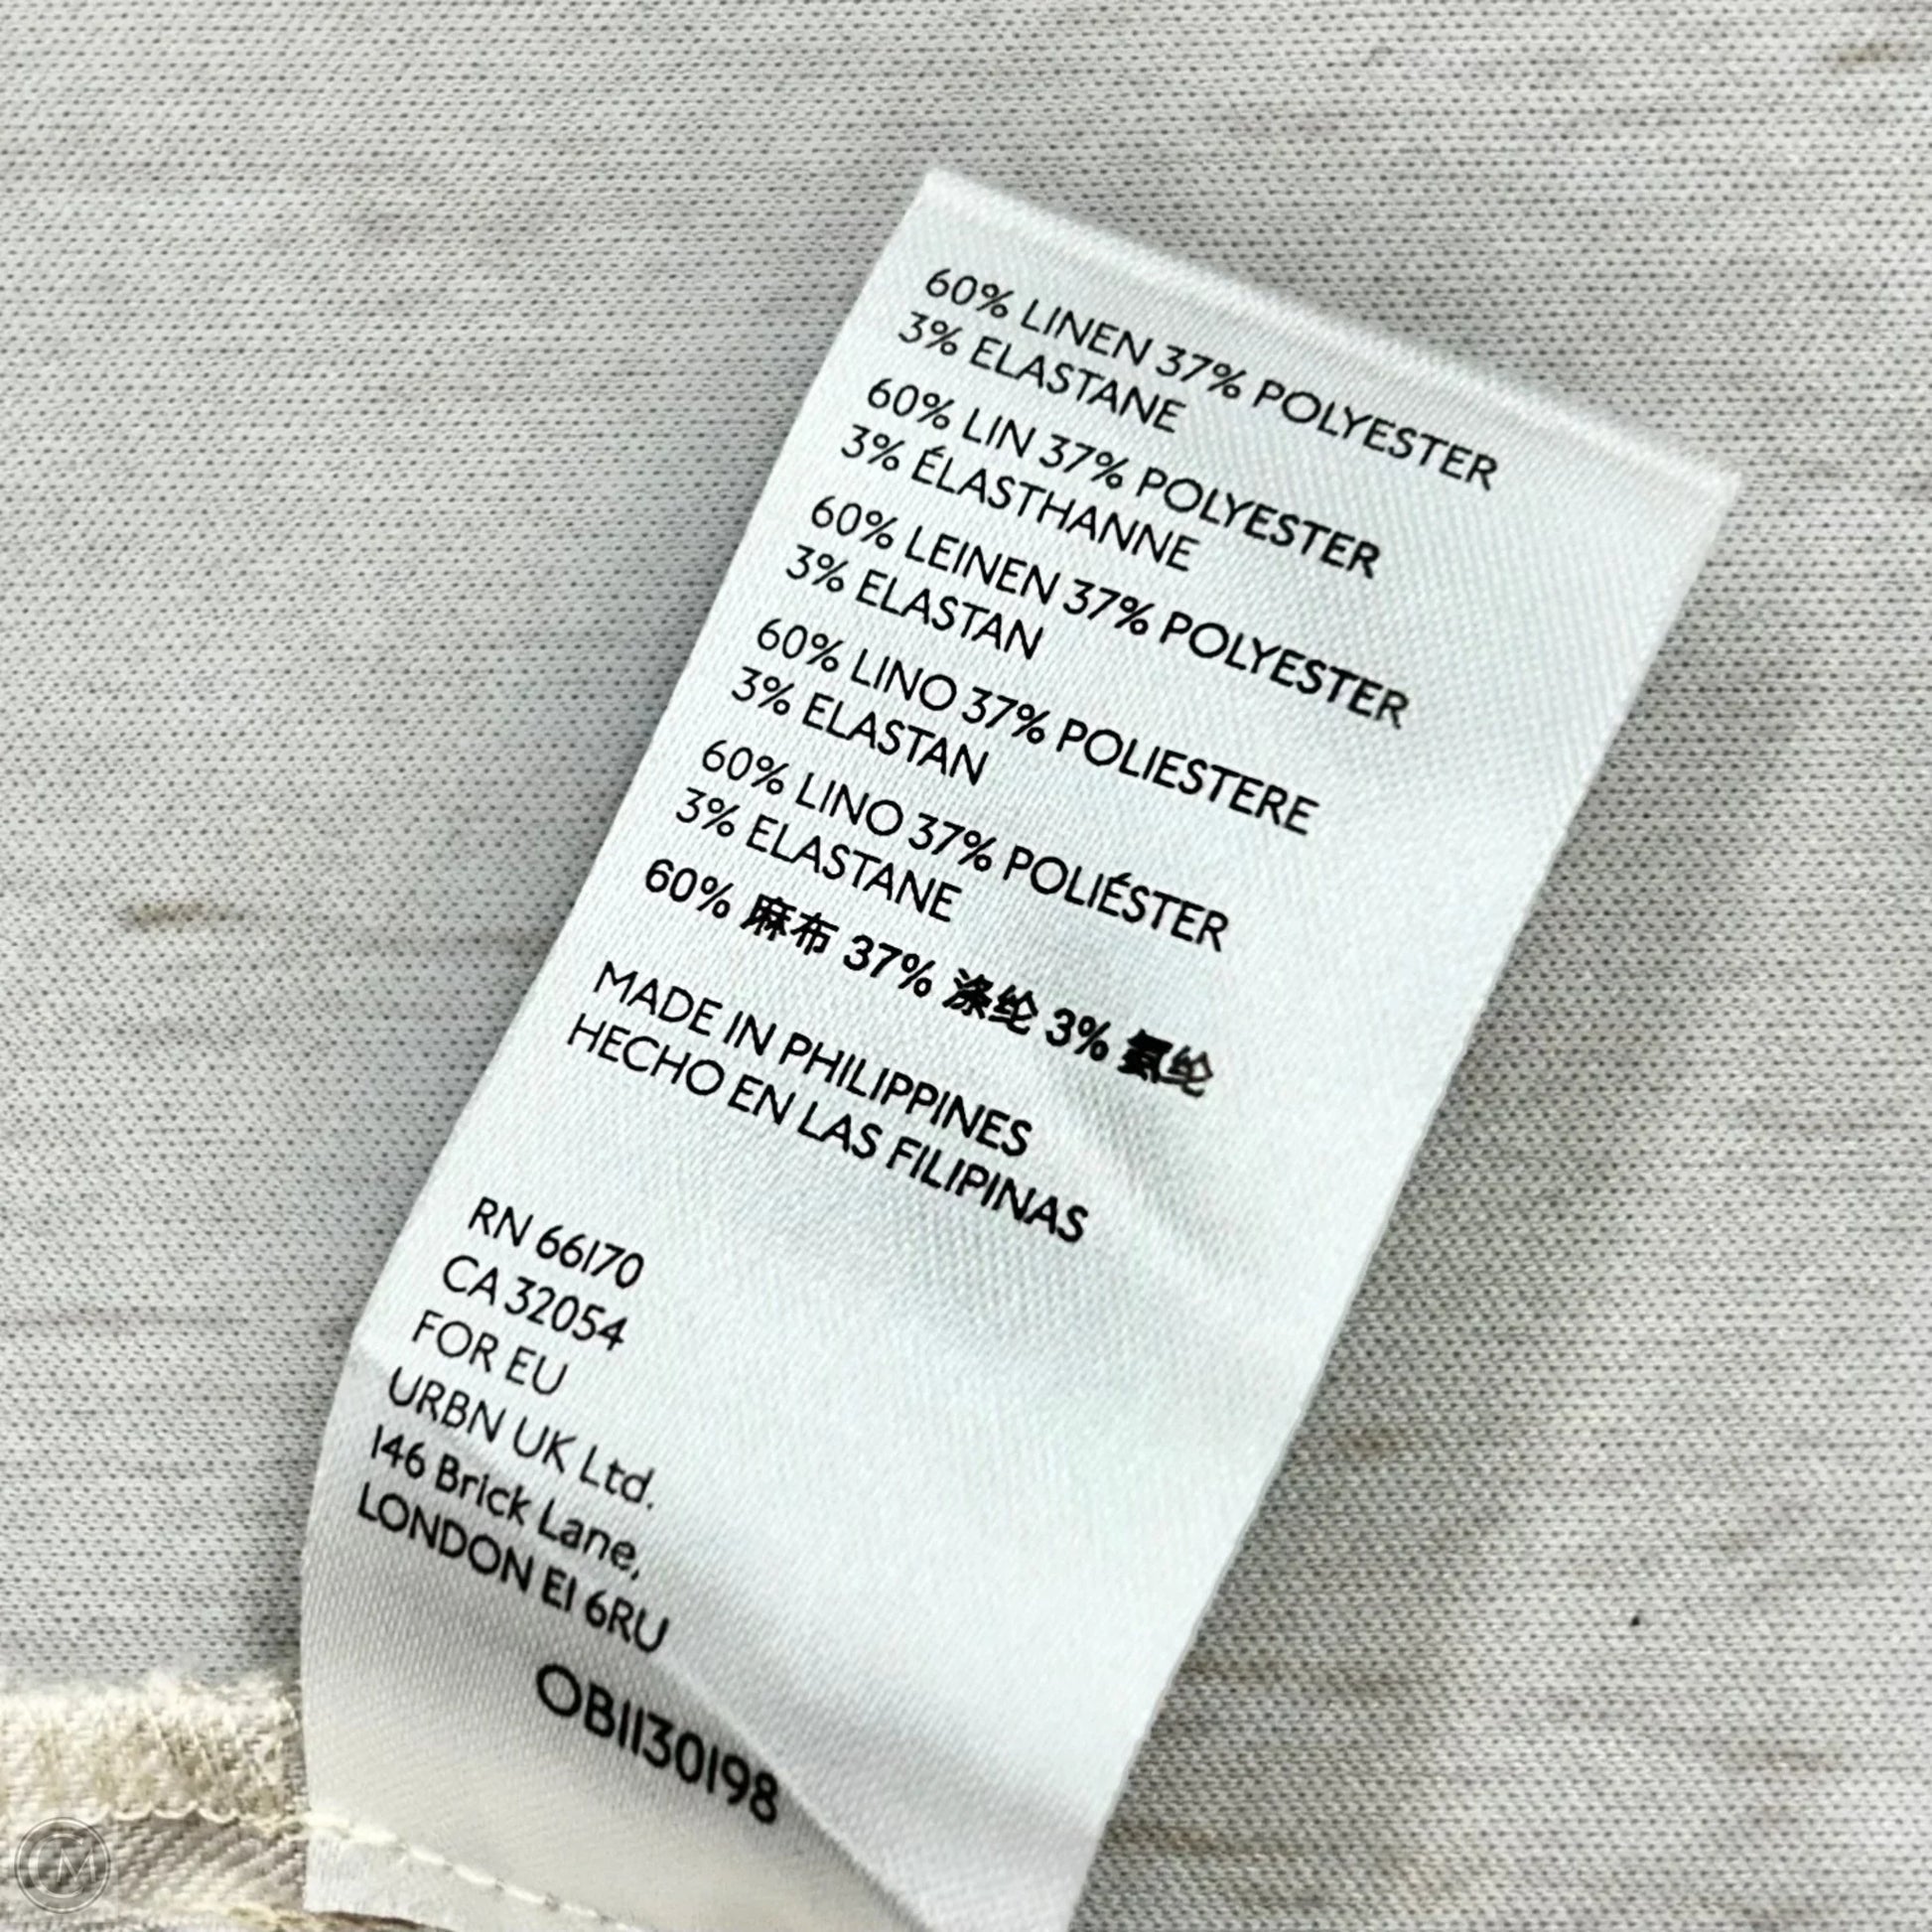 60% LINEN 37% POLYESTER
3% ELASTANE
60% LIN 37% POLYESTER
3% ÉLASTHANNE
60% LEINEN 37% POLYESTER
3% ELASTAN
60% LINO 37% POLIESTERE
3% ELASTAN
60% LINO 37% POLIÉSTER
3% ELASTANE
60% 麻布 37% 涤纶 3% 氨纶
MADE IN PHILIPPINES
HECHO EN LAS FILIPINAS
RN 66170
CA 32054
FOR EU
URBN UK Ltd.
146 Brick Lane,
LONDON E1 6RU
OB1130198